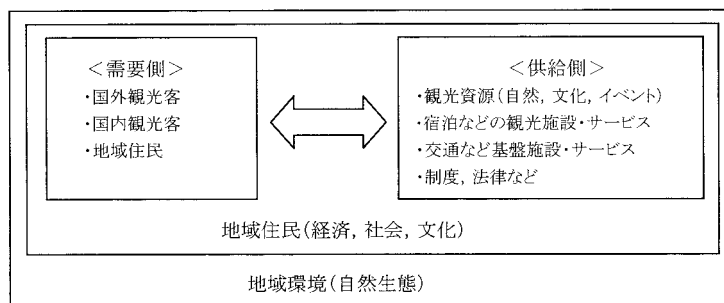 ＜需要側＞
・国外観光客
・国内観光客
・地域住民
＜供給側＞
・観光資源(自然, 文化, イベント)
・宿泊などの観光施設・サービス
・交通など基盤施設・サービス
・制度, 法律など
地域住民(経済, 社会, 文化)
地域環境(自然生態)